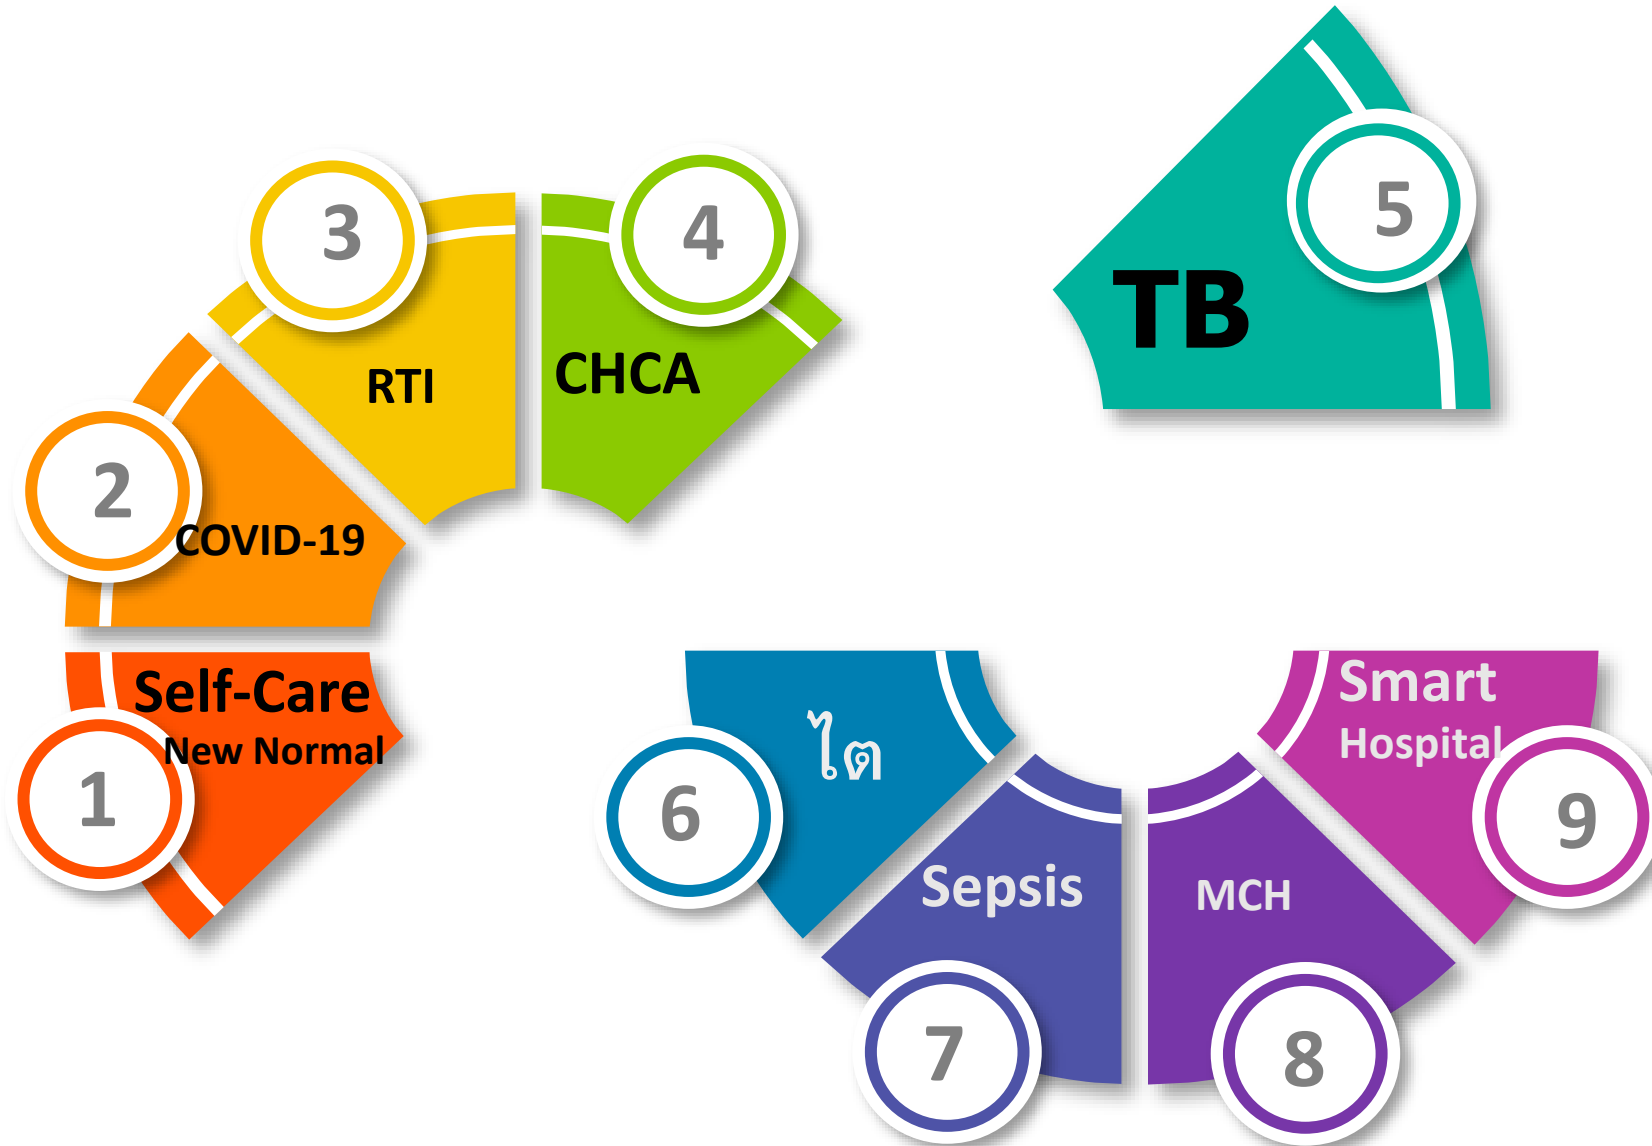 1
Self-Care
New Normal
2
COVID-19
3
RTI
4
CHCA
5
TB
6
ไต
7
Sepsis
8
MCH
9
Smart
Hospital